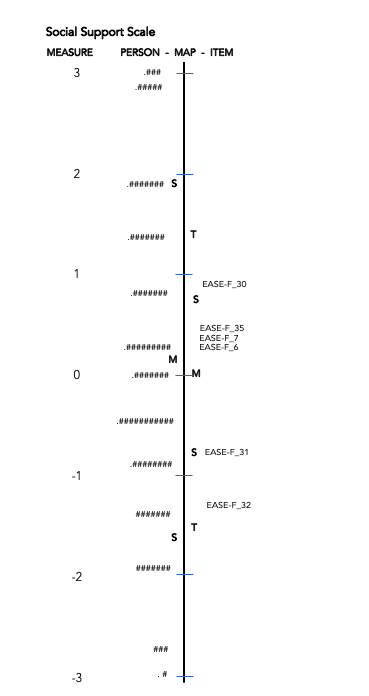 Social Support Scale
MEASURE PERSON - MAP - ITEM
3 .###
.#####
2
.####### S
.####### T
1
EASE-F_30
.####### S
EASE-F_35
EASE-F_7
.######### EASE-F_6
M
0 .####### M
.###########
S EASE-F_31
.########
-1
EASE-F_32
#######
T
S
#######
-2
###
-3 . #